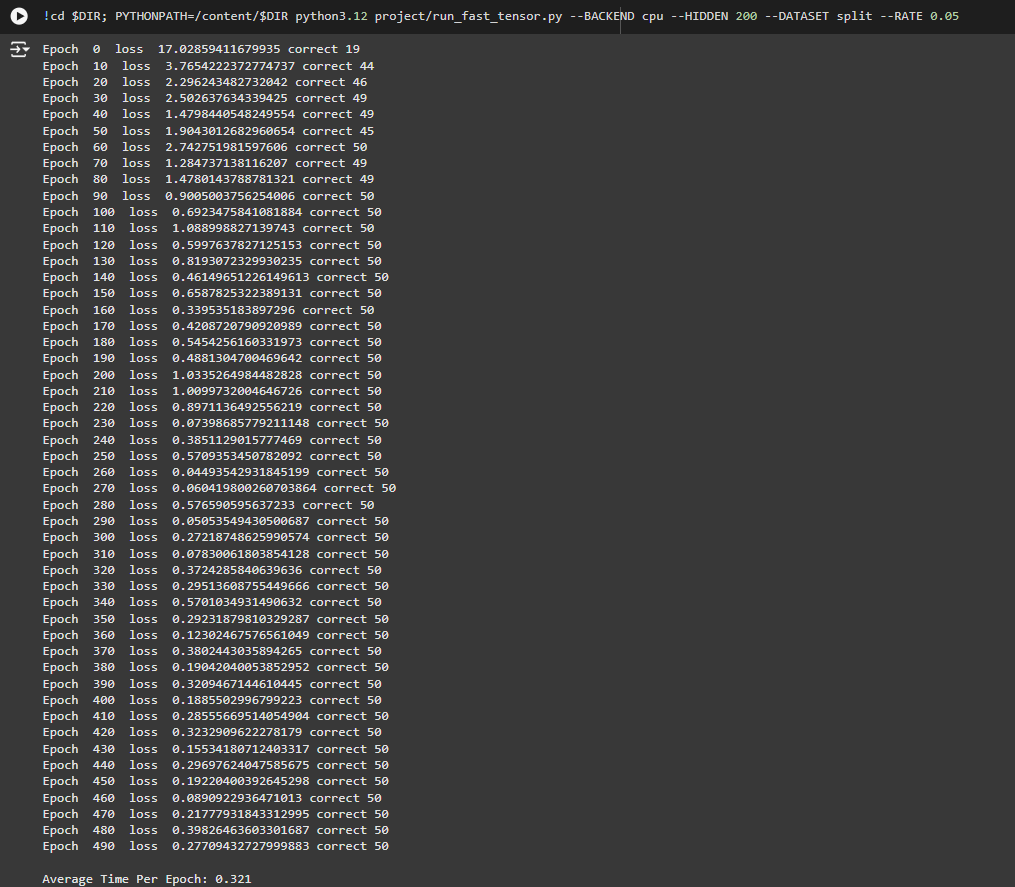 !cd $DIR; PYTHONPATH=/content/$DIR python3.12 project/run_fast_tensor.py --BACKEND cpu --HIDDEN 200 --DATASET split --RATE 0.05
Epoch  0  loss  17.02859411679935 correct 19
Epoch  10  loss  3.7654222372774737 correct 44
Epoch  20  loss  2.296243482732042 correct 46
Epoch  30  loss  2.502637634339425 correct 49
Epoch  40  loss  1.4798440548249554 correct 49
Epoch  50  loss  1.9043012682960654 correct 45
Epoch  60  loss  2.742751981597606 correct 50
Epoch  70  loss  1.284737138116207 correct 49
Epoch  80  loss  1.4780143788781321 correct 49
Epoch  90  loss  0.9005003756254006 correct 50
Epoch  100  loss  0.6923475841081884 correct 50
Epoch  110  loss  1.088998827139743 correct 50
Epoch  120  loss  0.5997637827125153 correct 50
Epoch  130  loss  0.8193072329930235 correct 50
Epoch  140  loss  0.46149651226149613 correct 50
Epoch  150  loss  0.6587825322389131 correct 50
Epoch  160  loss  0.339535183897296 correct 50
Epoch  170  loss  0.4208720790920989 correct 50
Epoch  180  loss  0.5454256160331973 correct 50
Epoch  190  loss  0.4881304700469642 correct 50
Epoch  200  loss  1.0335264984482828 correct 50
Epoch  210  loss  1.0099732004646726 correct 50
Epoch  220  loss  0.8971136492556219 correct 50
Epoch  230  loss  0.07398685779211148 correct 50
Epoch  240  loss  0.3851129015777469 correct 50
Epoch  250  loss  0.5709353450782092 correct 50
Epoch  260  loss  0.04493542931845199 correct 50
Epoch  270  loss  0.060419800260703864 correct 50
Epoch  280  loss  0.576590595637233 correct 50
Epoch  290  loss  0.05053549430500687 correct 50
Epoch  300  loss  0.27218748625990574 correct 50
Epoch  310  loss  0.07830061803854128 correct 50
Epoch  320  loss  0.3724285840639636 correct 50
Epoch  330  loss  0.29513608755449666 correct 50
Epoch  340  loss  0.5701034931490632 correct 50
Epoch  350  loss  0.29231879810329287 correct 50
Epoch  360  loss  0.12302467576561049 correct 50
Epoch  370  loss  0.3802443035894265 correct 50
Epoch  380  loss  0.19042040053852952 correct 50
Epoch  390  loss  0.3209467144610445 correct 50
Epoch  400  loss  0.1885502996799223 correct 50
Epoch  410  loss  0.28555669514054904 correct 50
Epoch  420  loss  0.3232909622278179 correct 50
Epoch  430  loss  0.15534180712403317 correct 50
Epoch  440  loss  0.29697624047585675 correct 50
Epoch  450  loss  0.19220400392645298 correct 50
Epoch  460  loss  0.0890922936471013 correct 50
Epoch  470  loss  0.21777931843312995 correct 50
Epoch  480  loss  0.39826463603301687 correct 50
Epoch  490  loss  0.27709432727999883 correct 50
Average Time Per Epoch: 0.321